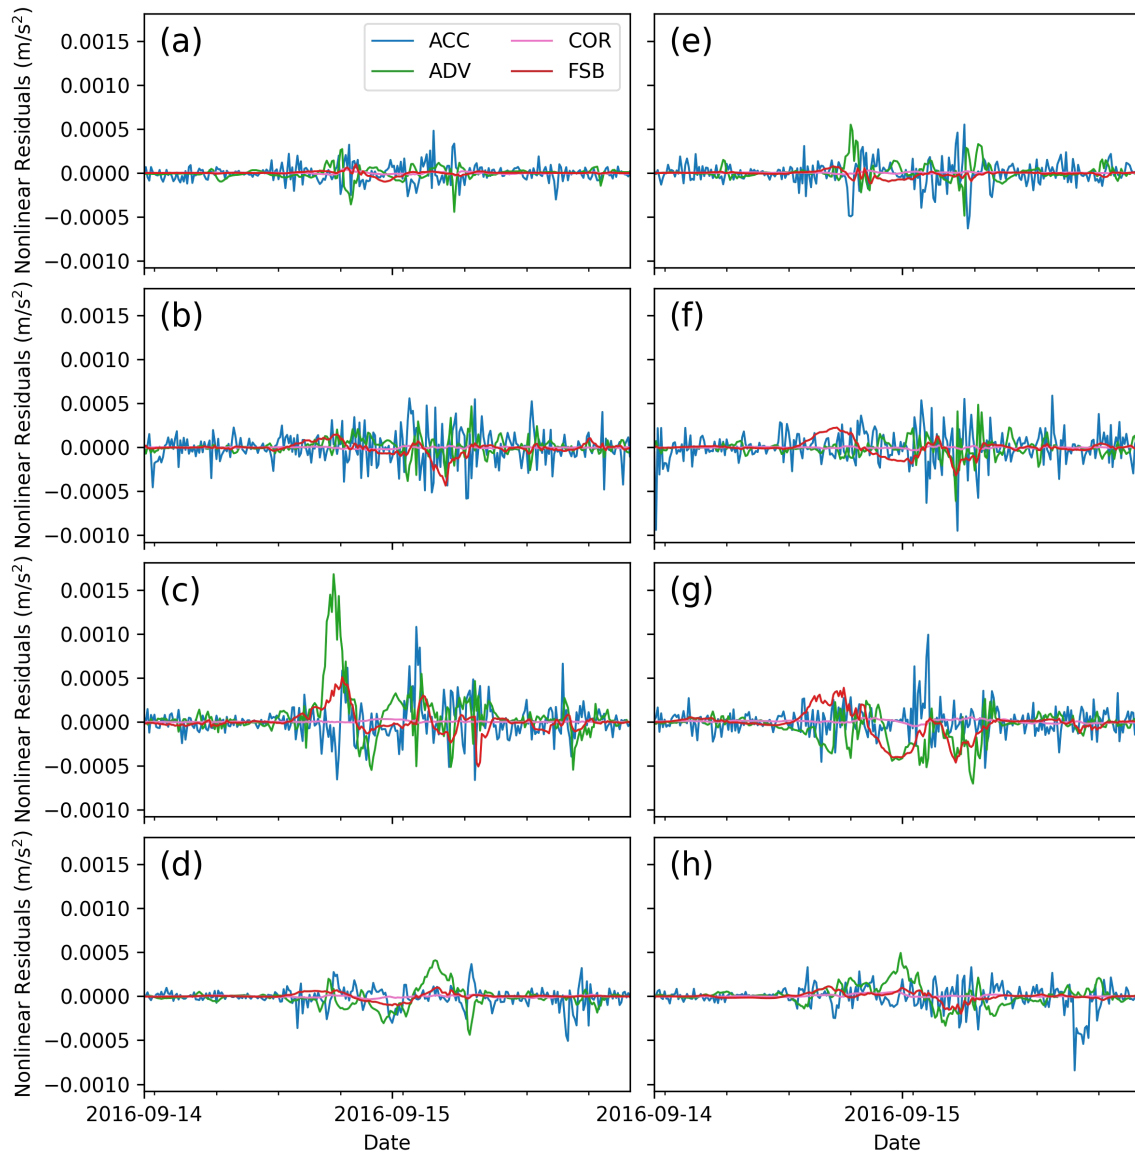 (a)
ACC
COR
ADV
FSB
Nonlinear Residuals (m/s²)
0.0015
0.0010
0.0005
0.0000
−0.0005
−0.0010
(e)
(b)
Nonlinear Residuals (m/s²)
0.0015
0.0010
0.0005
0.0000
−0.0005
−0.0010
(f)
(c)
Nonlinear Residuals (m/s²)
0.0015
0.0010
0.0005
0.0000
−0.0005
−0.0010
(g)
(d)
Nonlinear Residuals (m/s²)
0.0015
0.0010
0.0005
0.0000
−0.0005
−0.0010
(h)
2016-09-14
2016-09-15
2016-09-14
2016-09-15
Date
Date